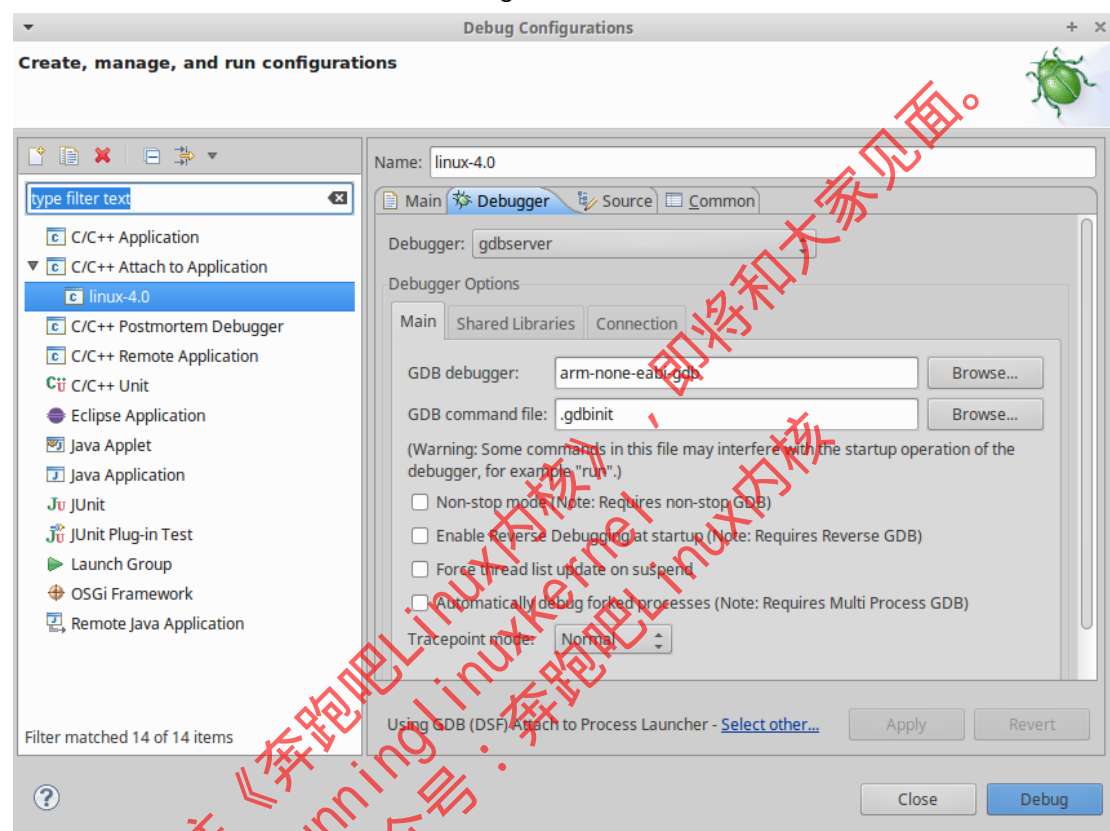 Debug Configurations
Create, manage, and run configurations
type filter text
C/C++ Application
C/C++ Attach to Application
linux-4.0
C/C++ Postmortem Debugger
C/C++ Remote Application
C/C++ Unit
Eclipse Application
Java Applet
Java Application
JUnit
JUnit Plug-in Test
Launch Group
OSGi Framework
Remote Java Application
Filter matched 14 of 14 items
Name: linux-4.0
Main Debugger Source Common
Debugger: gdbserver
Debugger Options
Main Shared Libraries Connection
GDB debugger: arm-none-eabi-gdb Browse...
GDB command file: .gdbinit Browse...
(Warning: Some commands in this file may interfere with the startup operation of the
debugger, for example "run".)
Non-stop mode (Note: Requires non-stop GDB)
Enable Reverse Debugging at startup (Note: Requires Reverse GDB)
Force thread list update on suspend
Automatically debug forked processes (Note: Requires Multi Process GDB)
Tracepoint mode: Normal
Using GDB (DSF) Attach to Process Launcher - Select other...
Apply Revert
Close Debug
《奔跑吧Linux内核》,即将和大家见面。
unninglinuxkernel
号:奔跑吧Linux内核